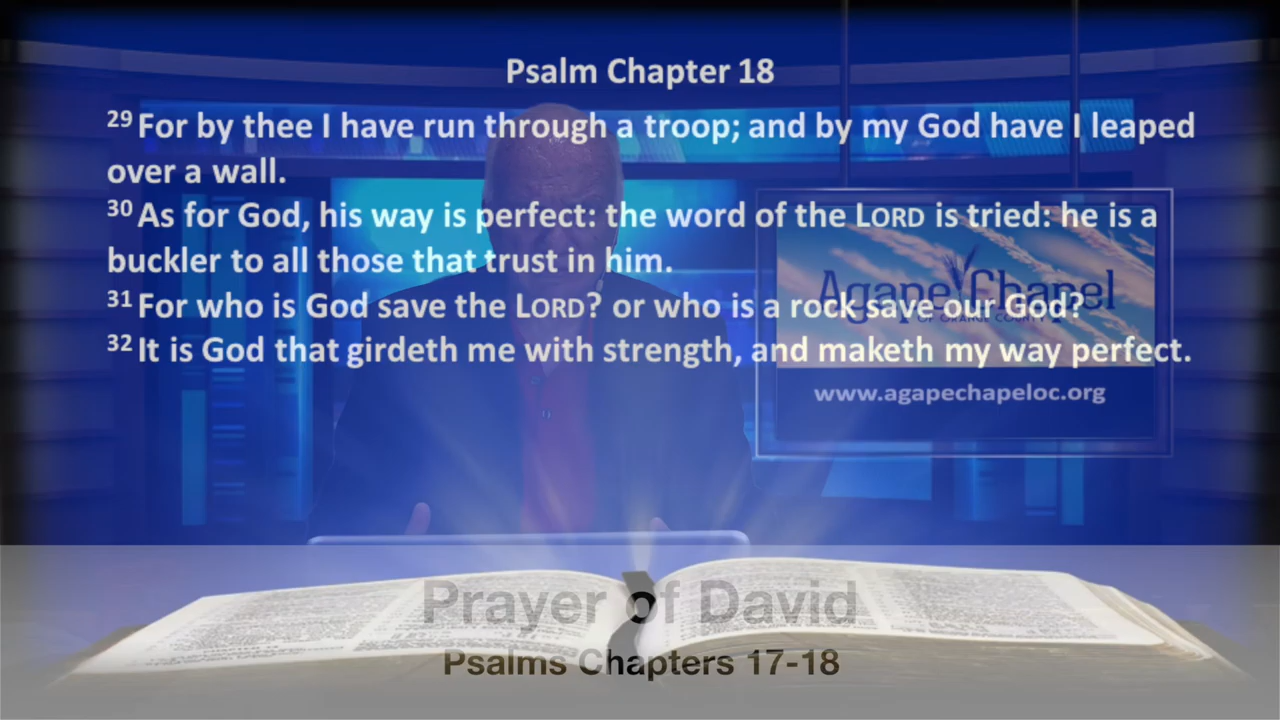 Psalm Chapter 18
29 For by thee I have run through a troop; and by my God have I leaped
over a wall.
30 As for God, his way is perfect: the word of the LORD is tried: he is a
buckler to all those that trust in him.
31 For who is God save the LORD? or who is a rock save our God?
32 It is God that girdeth me with strength, and maketh my way perfect.
Agape Chapel
OF ORANGE COUNTY
www.agapechapeloc.org
Prayer of David
Psalms Chapters 17-18